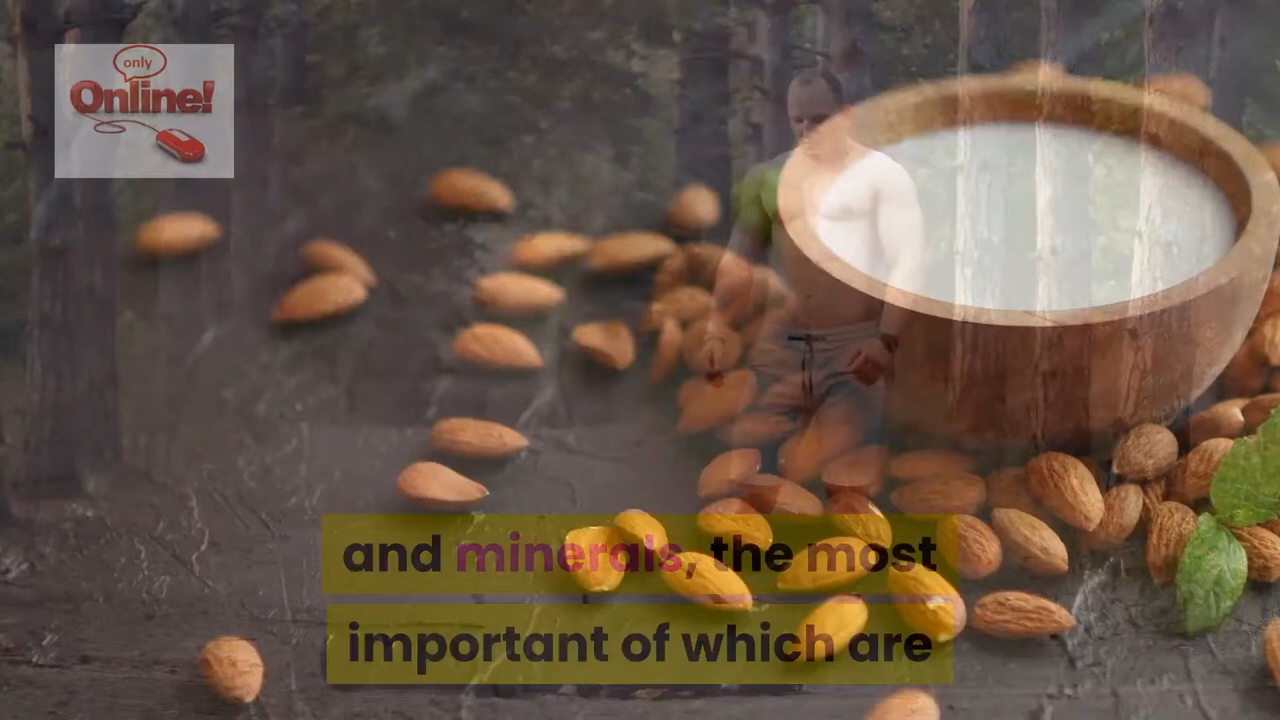 only
Online!
and minerals, the most
important of which are